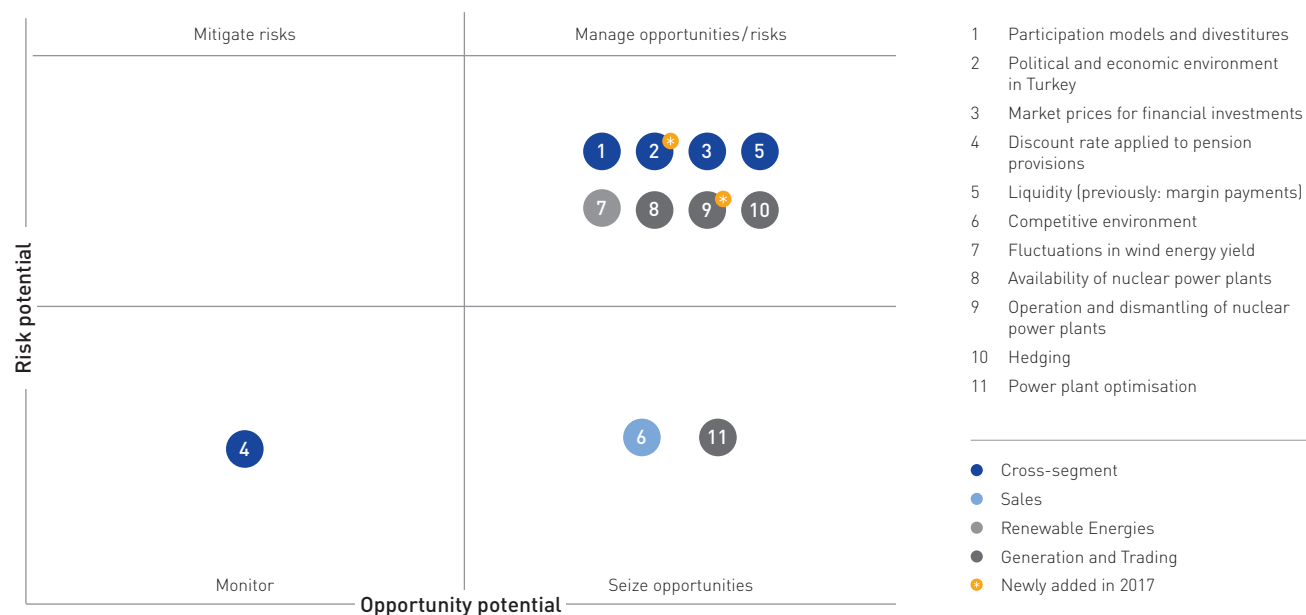 Mitigate risks
Manage opportunities/risks
1 2 3 5
7 8 9 10
4
6 11
Risk potential
Monitor
Seize opportunities
Opportunity potential
1 Participation models and divestitures
2 Political and economic environment
in Turkey
3 Market prices for financial investments
4 Discount rate applied to pension
provisions
5 Liquidity (previously: margin payments)
6 Competitive environment
7 Fluctuations in wind energy yield
8 Availability of nuclear power plants
9 Operation and dismantling of nuclear
power plants
10 Hedging
11 Power plant optimisation
Cross-segment
Sales
Renewable Energies
Generation and Trading
Newly added in 2017